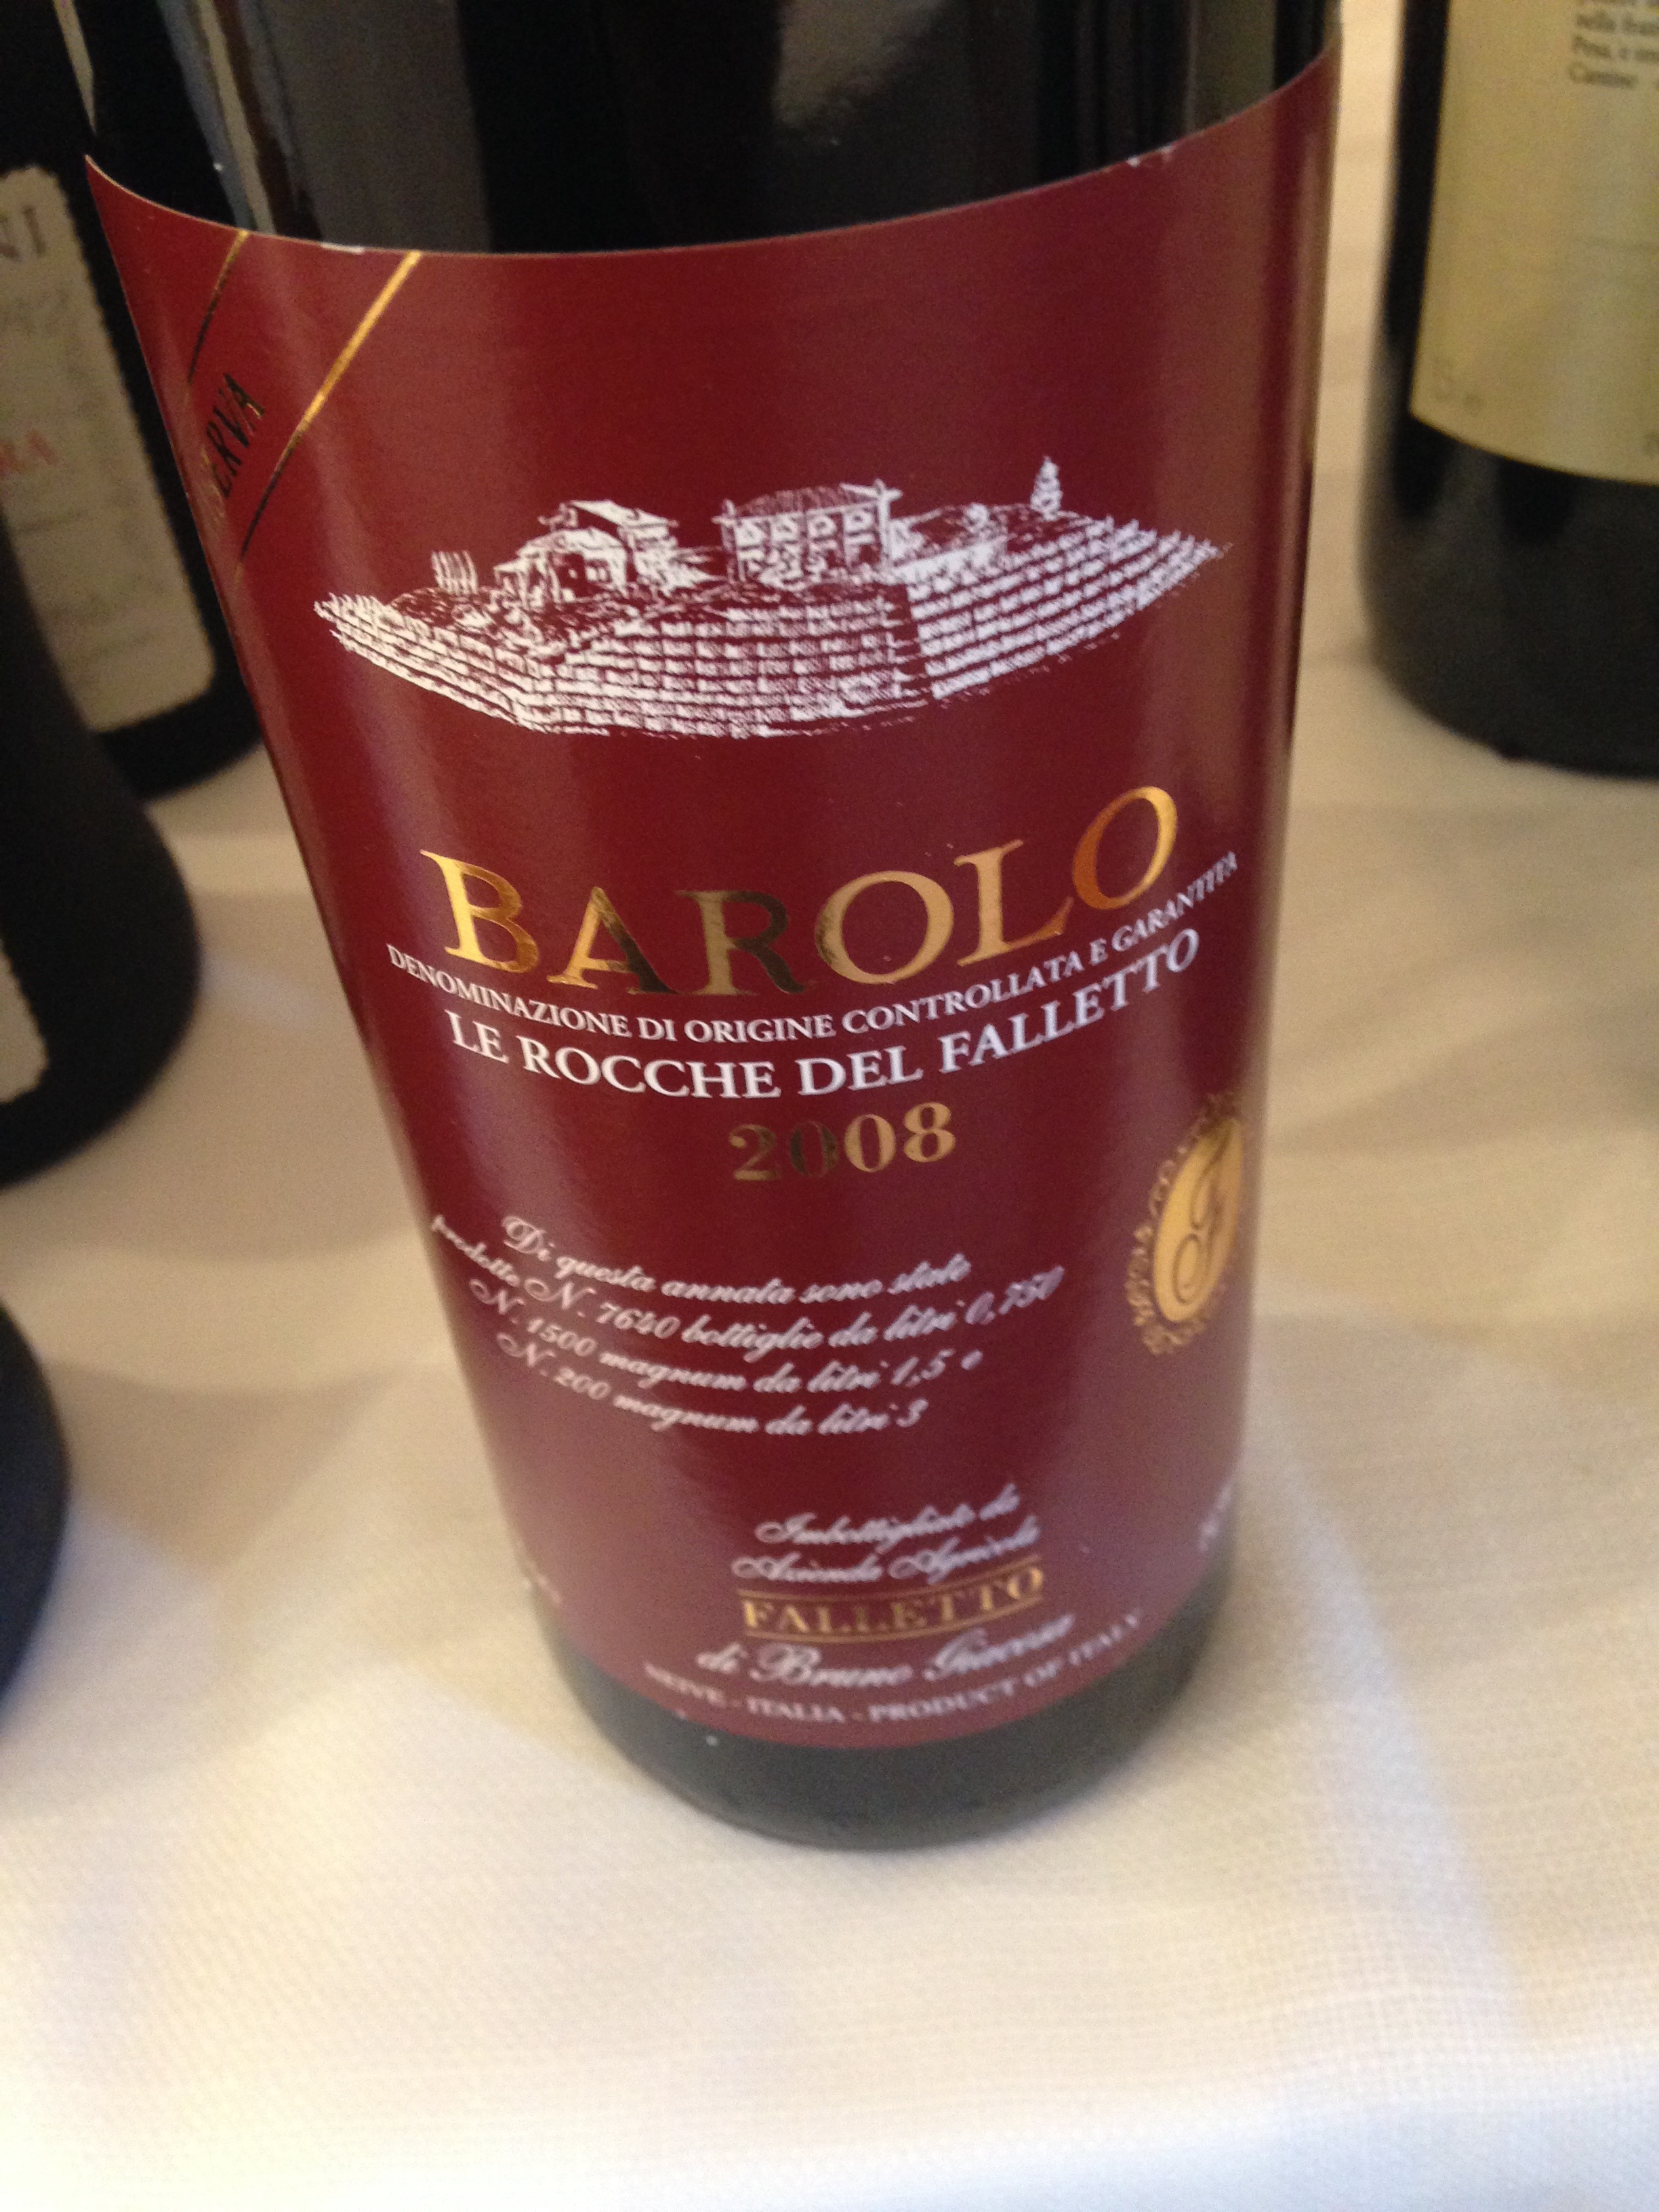 BAROLO
DENOMINAZIONE DI ORIGINE CONTROLLATA E GARANTITA
LE ROCCHE DEL FALLETTO
2008
Di questa annata sono state
prodotte N. 7640 bottiglie da litri 0,750
N. 1500 magnum da litri 1,5 e
N. 200 magnum da litri 3
Imbottigliato da
Azienda Agricola
FALLETTO
di Bruno Giacosa
NEIVE - ITALIA - PRODUCT OF ITALY